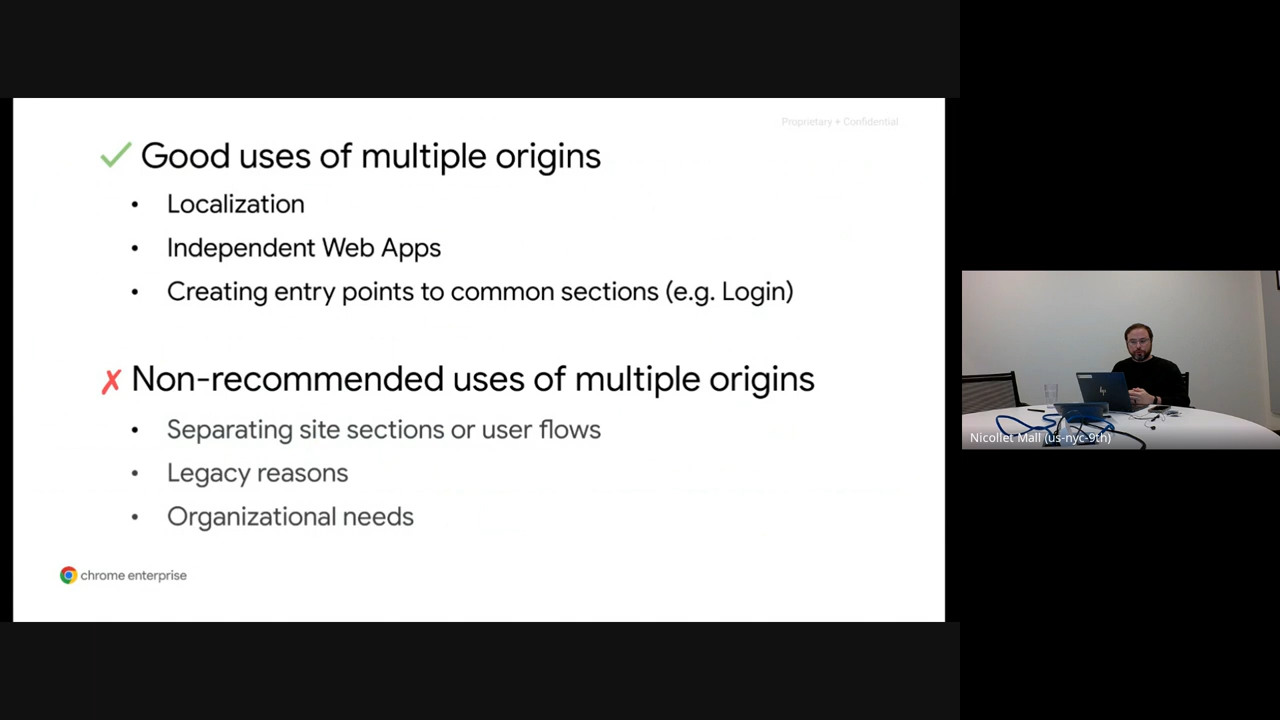 Proprietary + Confidential
✓ Good uses of multiple origins
• Localization
• Independent Web Apps
• Creating entry points to common sections (e.g. Login)
✗ Non-recommended uses of multiple origins
• Separating site sections or user flows
• Legacy reasons
• Organizational needs
chrome enterprise
hp
Nicollet Mall (us-nyc-9th)